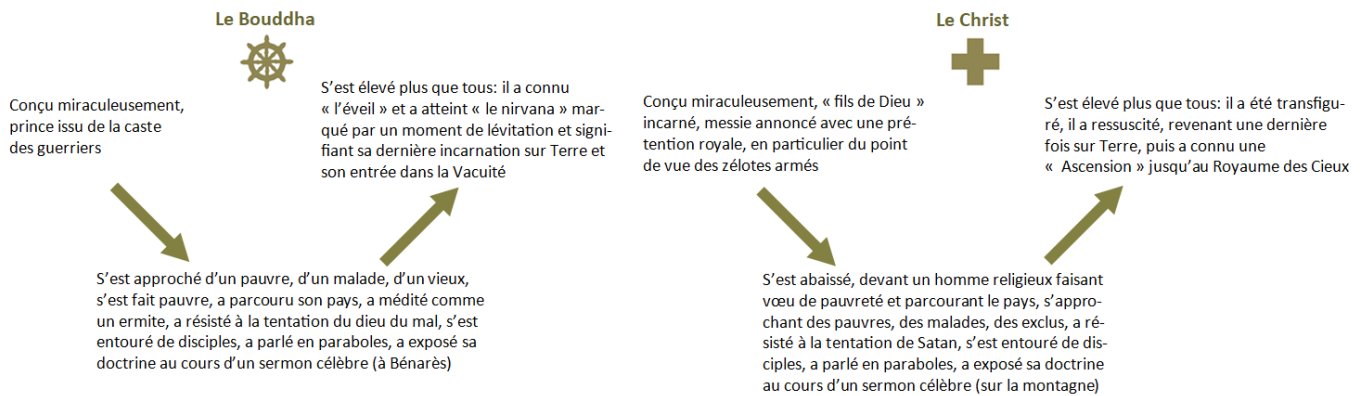 Le Bouddha
Conçu miraculeusement,
prince issu de la caste
des guerriers
S’est élevé plus que tous: il a connu
« l’éveil » et a atteint « le nirvana » mar-
qué par un moment de lévitation et signi-
fiant sa dernière incarnation sur Terre et
son entrée dans la Vacuité
S’est approché d’un pauvre, d’un malade, d’un vieux,
s’est fait pauvre, a parcouru son pays, a médité comme
un ermite, a résisté à la tentation du dieu du mal, s’est
entouré de disciples, a parlé en paraboles, a exposé sa
doctrine au cours d’un sermon célèbre (à Bénarès)
Le Christ
Conçu miraculeusement, « fils de Dieu »
incarné, messie annoncé avec une pré-
tention royale, en particulier du point
de vue des zélotes armés
S’est élevé plus que tous: il a été transfigu-
ré, il a ressuscité, revenant une dernière
fois sur Terre, puis a connu une
« Ascension » jusqu’au Royaume des Cieux
S’est abaissé, devant un homme religieux faisant
vœu de pauvreté et parcourant le pays, s’appro-
chant des pauvres, des malades, des exclus, a ré-
sisté à la tentation de Satan, s’est entouré de dis-
ciples, a parlé en paraboles, a exposé sa doctrine
au cours d’un sermon célèbre (sur la montagne)